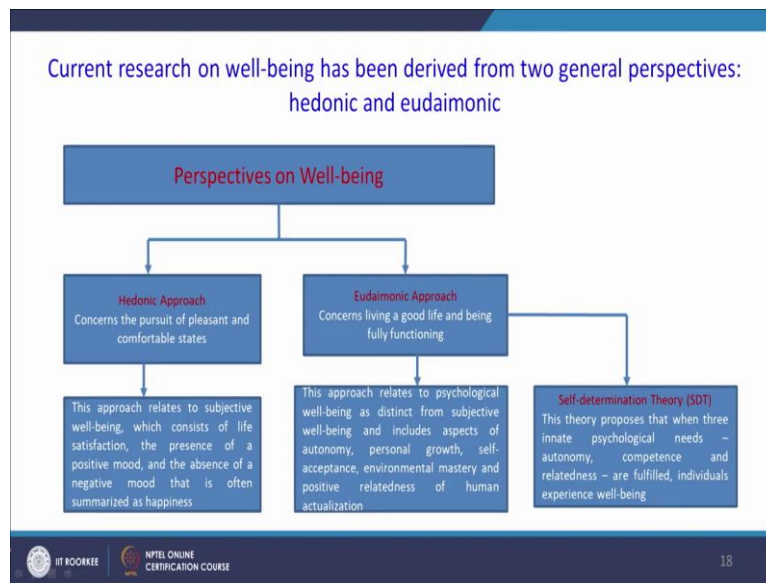 Current research on well-being has been derived from two general perspectives:
hedonic and eudaimonic
Perspectives on Well-being
Hedonic Approach
Concerns the pursuit of pleasant and
comfortable states
Eudaimonic Approach
Concerns living a good life and being
fully functioning
This approach relates to subjective
well-being, which consists of life
satisfaction, the presence of a
positive mood, and the absence of a
negative mood that is often
summarized as happiness
This approach relates to psychological
well-being as distinct from subjective
well-being and includes aspects of
autonomy, personal growth, self-
acceptance, environmental mastery and
positive relatedness of human
actualization
Self-determination Theory (SDT)
This theory proposes that when three
innate psychological needs –
autonomy, competence and
relatedness – are fulfilled, individuals
experience well-being
IIT ROORKEE
NPTEL ONLINE
CERTIFICATION COURSE
18